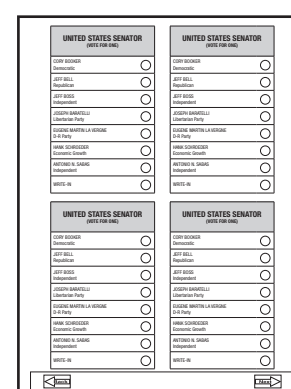 UNITED STATES SENATOR
(VOTE FOR ONE)
CORY BOOKER
Democratic
JEFF BELL
Republican
JEFF BOSS
Independent
JOSEPH BARATELLI
Libertarian Party
EUGENE MARTIN LA VERGNE
D-R Party
HANK SCHROEDER
Economic Growth
ANTONIO N. SABAS
Independent
WRITE-IN
UNITED STATES SENATOR
(VOTE FOR ONE)
CORY BOOKER
Democratic
JEFF BELL
Republican
JEFF BOSS
Independent
JOSEPH BARATELLI
Libertarian Party
EUGENE MARTIN LA VERGNE
D-R Party
HANK SCHROEDER
Economic Growth
ANTONIO N. SABAS
Independent
WRITE-IN
UNITED STATES SENATOR
(VOTE FOR ONE)
CORY BOOKER
Democratic
JEFF BELL
Republican
JEFF BOSS
Independent
JOSEPH BARATELLI
Libertarian Party
EUGENE MARTIN LA VERGNE
D-R Party
HANK SCHROEDER
Economic Growth
ANTONIO N. SABAS
Independent
WRITE-IN
UNITED STATES SENATOR
(VOTE FOR ONE)
CORY BOOKER
Democratic
JEFF BELL
Republican
JEFF BOSS
Independent
JOSEPH BARATELLI
Libertarian Party
EUGENE MARTIN LA VERGNE
D-R Party
HANK SCHROEDER
Economic Growth
ANTONIO N. SABAS
Independent
WRITE-IN
Back
Next